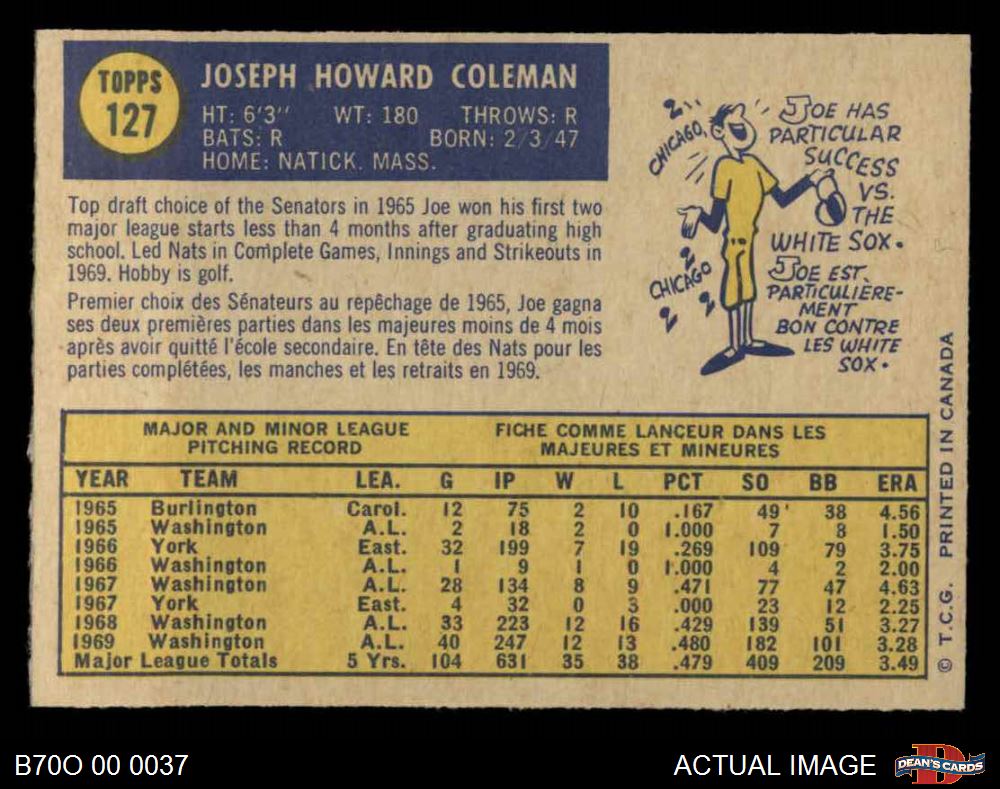 TOPPS
127
JOSEPH HOWARD COLEMAN
HT: 6'3" WT: 180 THROWS: R
BATS: R BORN: 2/3/47
HOME: NATICK. MASS.
Top draft choice of the Senators in 1965 Joe won his first two
major league starts less than 4 months after graduating high
school. Led Nats in Complete Games, Innings and Strikeouts in
1969. Hobby is golf.
Premier choix des Sénateurs au repêchage de 1965, Joe gagna
ses deux premières parties dans les majeures moins de 4 mois
après avoir quitté l'école secondaire. En tête des Nats pour les
parties complétées, les manches et les retraits en 1969.
2
CHICAGO,
2
CHICAGO
2
2
JOE HAS
PARTICULAR
SUCCESS
VS.
THE
WHITE SOX.
JOE EST
PARTICULIÈRE-
MENT
BON CONTRE
LES WHITE
SOX.
MAJOR AND MINOR LEAGUE
PITCHING RECORD
FICHE COMME LANCEUR DANS LES
MAJEURES ET MINEURES
YEAR TEAM LEA. G IP W L PCT SO BB ERA
1965 Burlington Carol. 12 75 2 10 .167 49 38 4.56
1965 Washington A.L. 2 18 2 0 1.000 7 8 1.50
1966 York East. 32 199 7 19 .269 109 79 3.75
1966 Washington A.L. 1 9 1 0 1.000 4 2 2.00
1967 Washington A.L. 28 134 8 9 .471 77 47 4.63
1967 York East. 4 32 0 3 .000 23 12 2.25
1968 Washington A.L. 33 223 12 16 .429 139 51 3.27
1969 Washington A.L. 40 247 12 13 .480 182 101 3.28
Major League Totals 5 Yrs. 104 631 35 38 .479 409 209 3.49
© T.C.G. PRINTED IN CANADA
B70O 00 0037
ACTUAL IMAGE
D
DEAN'S CARDS